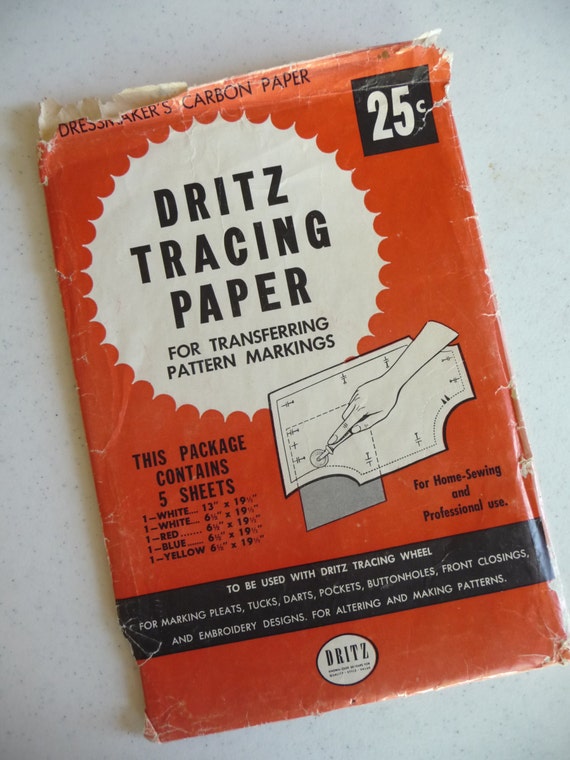 DRESSMAKER'S CARBON PAPER
25c
DRITZ
TRACING
PAPER
FOR TRANSFERRING
PATTERN MARKINGS
THIS PACKAGE
CONTAINS
5 SHEETS
1—WHITE.... 13" x 19½"
1—WHITE.... 6½" x 19½"
1—RED....... 6½" x 19½"
1—BLUE...... 6½" x 19½"
1—YELLOW 6½" x 19½"
For Home-Sewing
and
Professional use.
TO BE USED WITH DRITZ TRACING WHEEL
FOR MARKING PLEATS, TUCKS, DARTS, POCKETS, BUTTONHOLES, FRONT CLOSINGS,
AND EMBROIDERY DESIGNS. FOR ALTERING AND MAKING PATTERNS.
DRITZ